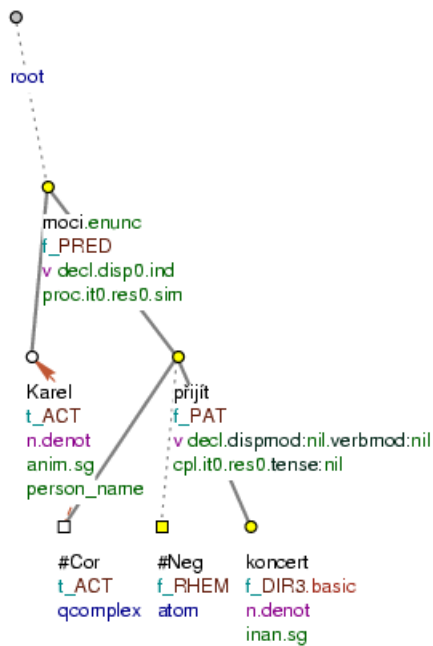 root
moci.enunc
f_PRED
v decl.disp0.ind
proc.it0.res0.sim
Karel
t_ACT
n.denot
anim.sg
person_name
přijít
f_PAT
v decl.dispmod:nil.verbmod:nil
cpl.it0.res0.tense:nil
#Cor
t_ACT
qcomplex
#Neg
f_RHEM
atom
koncert
f_DIR3.basic
n.denot
inan.sg